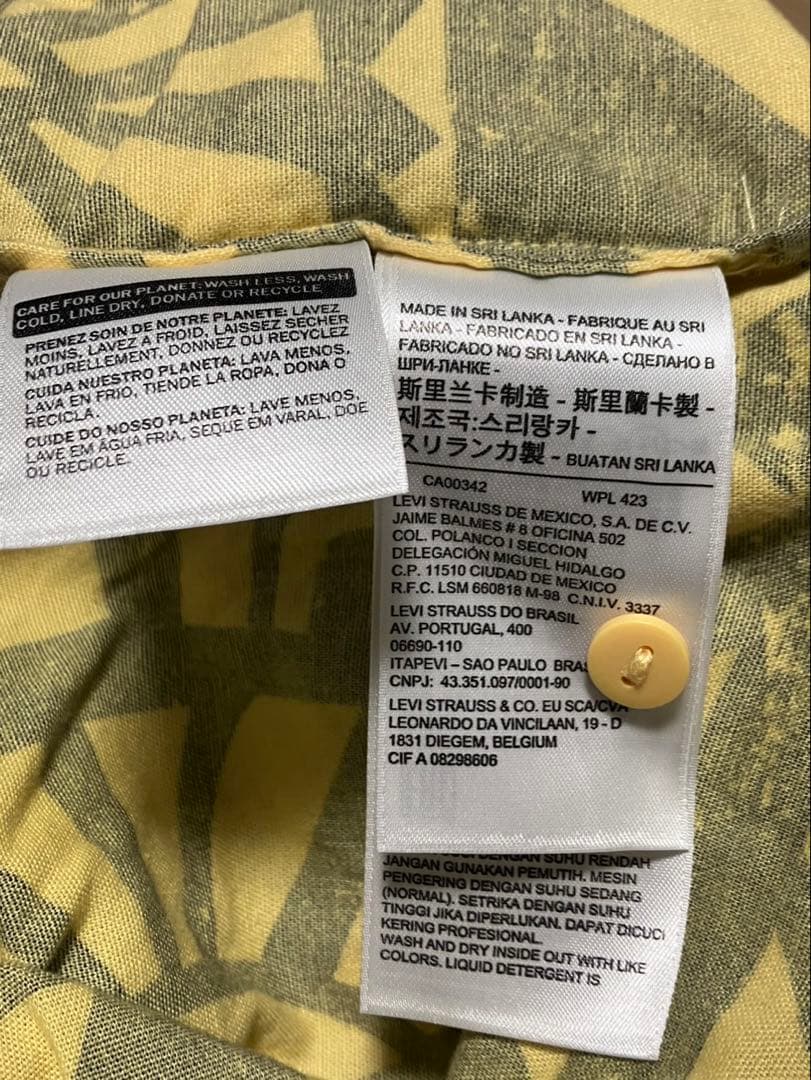 CARE FOR OUR PLANET: WASH LESS, WASH
COLD, LINE DRY, DONATE OR RECYCLE
PRENEZ SOIN DE NOTRE PLANETE: LAVEZ
MOINS, LAVEZ A FROID, LAISSEZ SECHER
NATURELLEMENT, DONNEZ OU RECYCLEZ
CUIDA NUESTRO PLANETA: LAVA MENOS,
LAVA EN FRIO, TIENDE LA ROPA, DONA O
RECICLA.
CUIDE DO NOSSO PLANETA: LAVE MENOS,
LAVE EM ÁGUA FRIA, SEQUE EM VARAL, DOE
OU RECICLE.
MADE IN SRI LANKA - FABRIQUE AU SRI
LANKA - FABRICADO EN SRI LANKA -
FABRICADO NO SRI LANKA - СДЕЛАНО В
ШРИ-ЛАНКЕ -
斯里兰卡制造 - 斯里蘭卡製 -
제조국:스리랑카 -
スリランカ製 - BUATAN SRI LANKA
CA00342 WPL 423
LEVI STRAUSS DE MEXICO, S.A. DE C.V.
JAIME BALMES # 8 OFICINA 502
COL. POLANCO I SECCION
DELEGACIÓN MIGUEL HIDALGO
C.P. 11510 CIUDAD DE MEXICO
R.F.C. LSM 660818 M-98 C.N.I.V. 3337
LEVI STRAUSS DO BRASIL
AV. PORTUGAL, 400
06690-110
ITAPEVI – SAO PAULO
CNPJ: 43.351.097/0001-90
LEVI STRAUSS & CO. EU SCA/CVA
LEONARDO DA VINCILAAN, 19 - D
1831 DIEGEM, BELGIUM
CIF A 08298606
DENGAN SUHU RENDAH
JANGAN GUNAKAN PEMUTIH. MESIN
PENGERING DENGAN SUHU SEDANG
(NORMAL). SETRIKA DENGAN SUHU
TINGGI JIKA DIPERLUKAN. DAPAT DICUCI
KERING PROFESIONAL.
WASH AND DRY INSIDE OUT WITH LIKE
COLORS. LIQUID DETERGENT IS